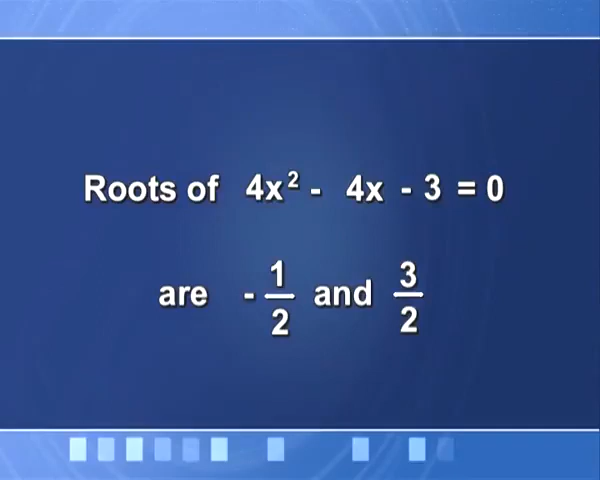 Roots of 4x² - 4x - 3 = 0
are - 1/2 and 3/2